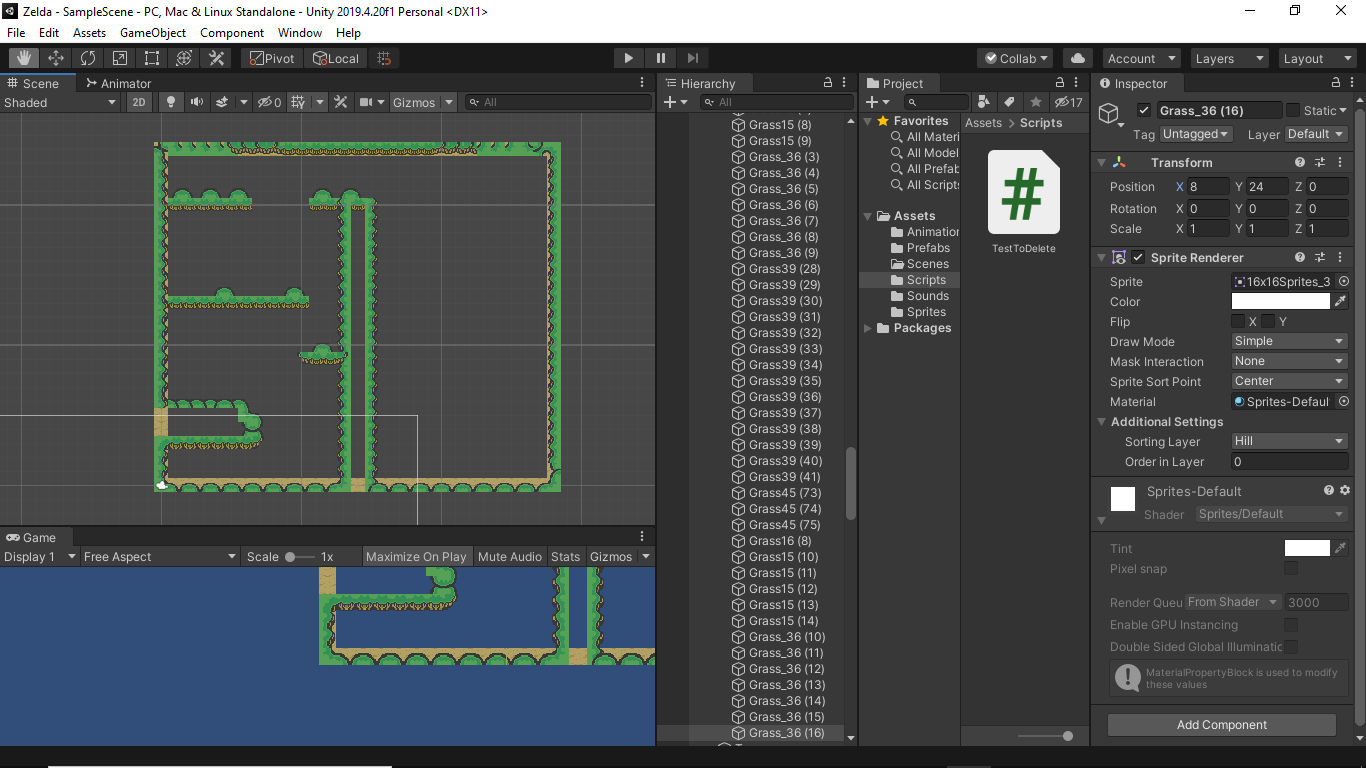 Zelda - SampleScene - PC, Mac & Linux Standalone - Unity 2019.4.20f1 Personal <DX11>
File Edit Assets GameObject Component Window Help
Pivot Local Collab Account Layers Layout
Scene Animator
Shaded 2D 0 Gizmos All
Hierarchy
All
Grass15 (8)
Grass15 (9)
Grass_36 (3)
Grass_36 (4)
Grass_36 (5)
Grass_36 (6)
Grass_36 (7)
Grass_36 (8)
Grass_36 (9)
Grass39 (28)
Grass39 (29)
Grass39 (30)
Grass39 (31)
Grass39 (32)
Grass39 (33)
Grass39 (34)
Grass39 (35)
Grass39 (36)
Grass39 (37)
Grass39 (38)
Grass39 (39)
Grass39 (40)
Grass39 (41)
Grass45 (73)
Grass45 (74)
Grass45 (75)
Grass16 (8)
Grass15 (10)
Grass15 (11)
Grass15 (12)
Grass15 (13)
Grass15 (14)
Grass_36 (10)
Grass_36 (11)
Grass_36 (12)
Grass_36 (13)
Grass_36 (14)
Grass_36 (15)
Grass_36 (16)
Project
17
Favorites
All Materi
All Model
All Prefab
All Scripts
Assets
Animation
Prefabs
Scenes
Scripts
Sounds
Sprites
Packages
Assets > Scripts
#
TestToDelete
Inspector
Grass_36 (16) Static
Tag Untagged Layer Default
Transform
Position X 8 Y 24 Z 0
Rotation X 0 Y 0 Z 0
Scale X 1 Y 1 Z 1
Sprite Renderer
Sprite 16x16Sprites_3
Color
Flip X Y
Draw Mode Simple
Mask Interaction None
Sprite Sort Point Center
Material Sprites-Defaul
Additional Settings
Sorting Layer Hill
Order in Layer 0
Sprites-Default
Shader Sprites/Default
Tint
Pixel snap
Render Queu From Shader 3000
Enable GPU Instancing
Double Sided Global Illuminatic
MaterialPropertyBlock is used to modify
these values
Add Component
Game
Display 1 Free Aspect Scale 1x Maximize On Play Mute Audio Stats Gizmos